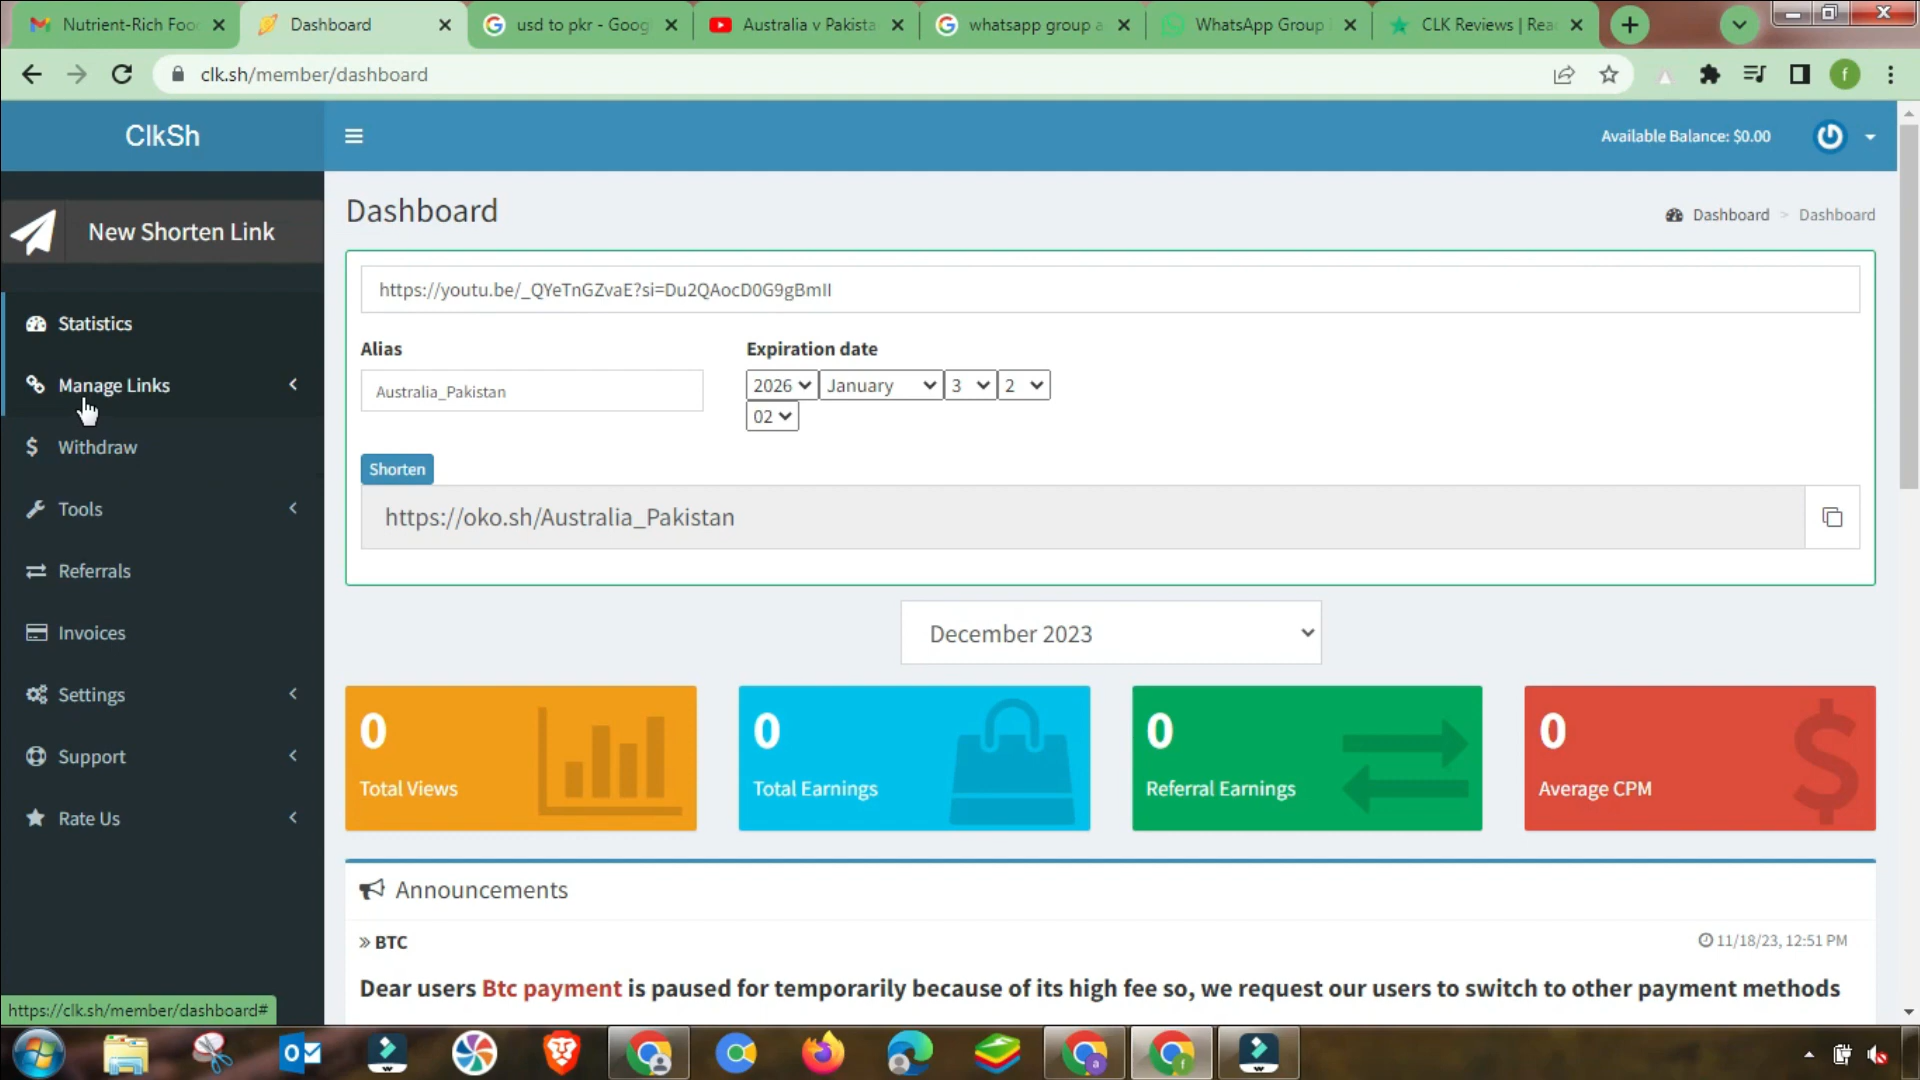 Nutrient-Rich Foo
Dashboard
usd to pkr - Goog
Australia v Pakista
whatsapp group a
WhatsApp Group
CLK Reviews | Rea
clk.sh/member/dashboard
f
ClkSh
Available Balance: $0.00
New Shorten Link
Dashboard
Dashboard > Dashboard
https://youtu.be/_QYeTnGZvaE?si=Du2QAocD0G9gBmII
Statistics
Alias
Expiration date
Manage Links
Australia_Pakistan
2026 January 3 2
02
Withdraw
Shorten
Tools
https://oko.sh/Australia_Pakistan
Referrals
Invoices
December 2023
Settings
0
Total Views
0
Total Earnings
0
Referral Earnings
0
Average CPM
Support
Rate Us
Announcements
» BTC
11/18/23, 12:51 PM
Dear users Btc payment is paused for temporarily because of its high fee so, we request our users to switch to other payment methods
https://clk.sh/member/dashboard#